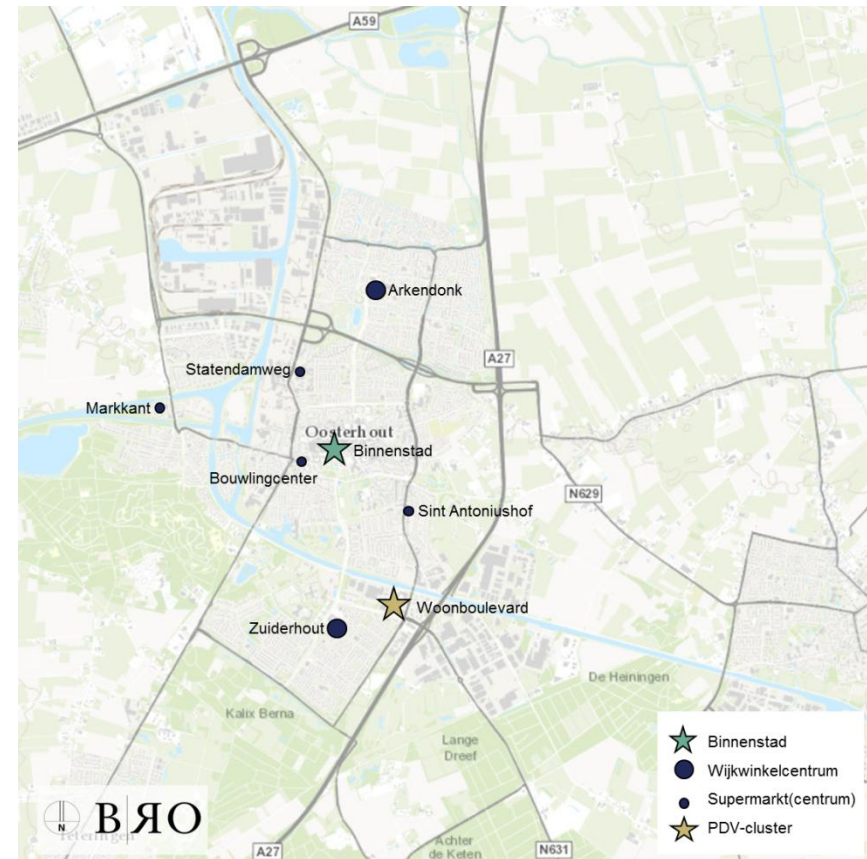 A59
Arkendonk
A27
Statendamweg
Markkant
Oosterhout
Binnenstad
Bouwlingcenter
N629
Sint Antoniushof
Woonboulevard
Zuiderhout
De Heiningen
Kalix Berna
Lange
Dreef
Binnenstad
Wijkwinkelcentrum
Supermarkt(centrum)
PDV-cluster
N
BRO
Teteringen
A27
Achter
de Keten
N631